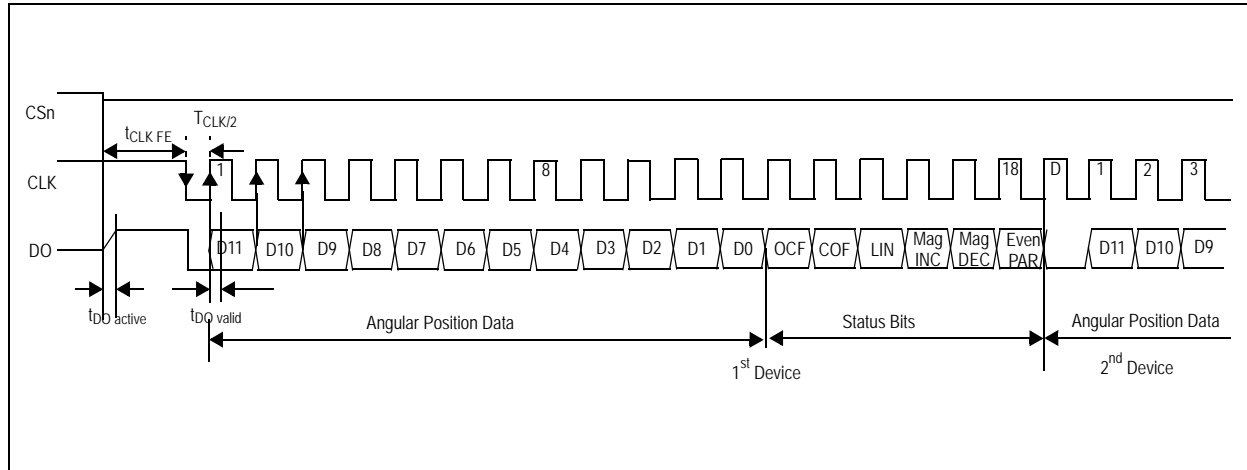 CSn
tCLK FE
TCLK/2
CLK
1
8
18
D
1
2
3
DO
D11
D10
D9
D8
D7
D6
D5
D4
D3
D2
D1
D0
OCF
COF
LIN
Mag
INC
Mag
DEC
Even
PAR
D11
D10
D9
tDO active
tDO valid
Angular Position Data
Status Bits
Angular Position Data
1st Device
2nd Device